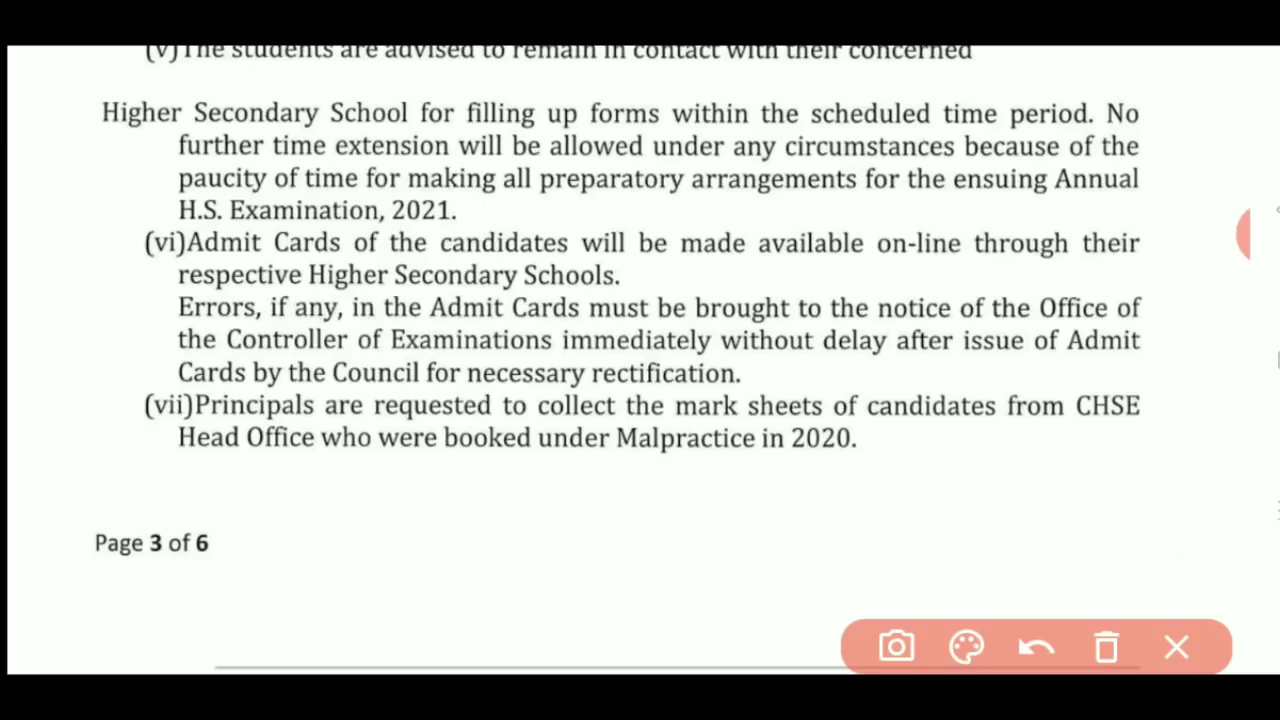 (v)The students are advised to remain in contact with their concerned
Higher Secondary School for filling up forms within the scheduled time period. No
further time extension will be allowed under any circumstances because of the
paucity of time for making all preparatory arrangements for the ensuing Annual
H.S. Examination, 2021.
(vi)Admit Cards of the candidates will be made available on-line through their
respective Higher Secondary Schools.
Errors, if any, in the Admit Cards must be brought to the notice of the Office of
the Controller of Examinations immediately without delay after issue of Admit
Cards by the Council for necessary rectification.
(vii)Principals are requested to collect the mark sheets of candidates from CHSE
Head Office who were booked under Malpractice in 2020.
Page 3 of 6